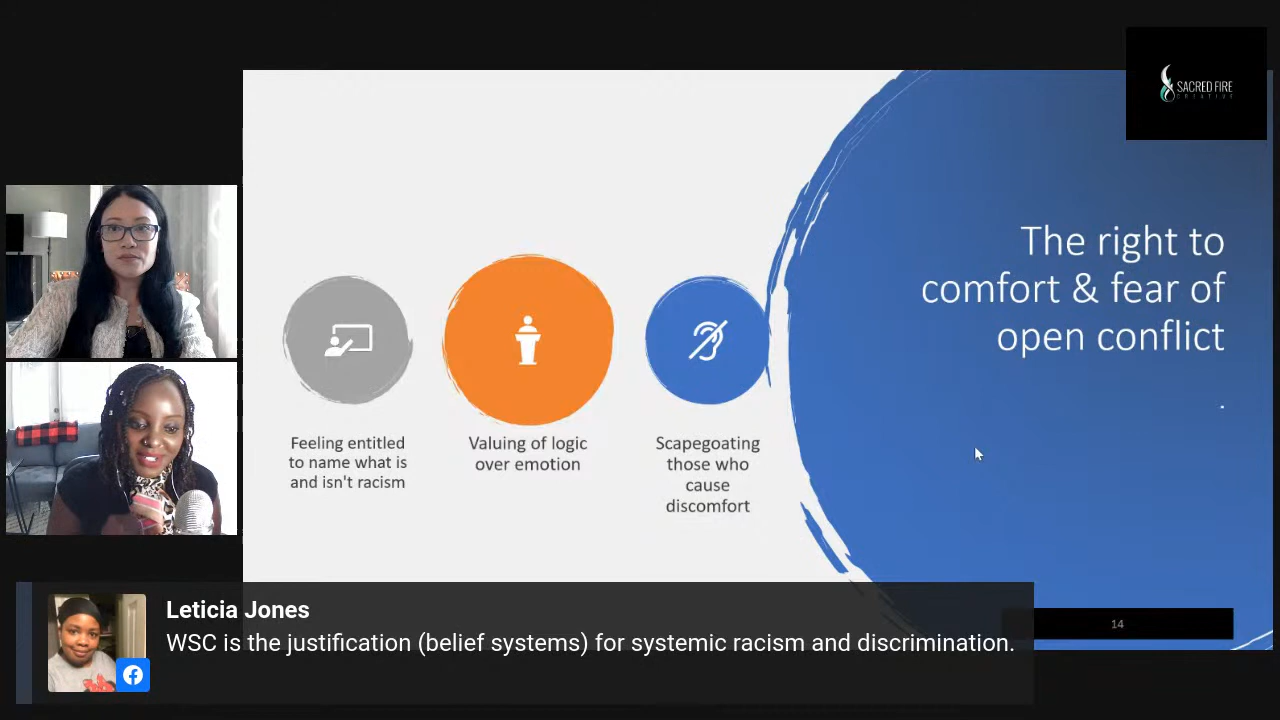 SACRED FIRE
CREATIVE
The right to
comfort & fear of
open conflict
.
Feeling entitled
to name what is
and isn't racism
Valuing of logic
over emotion
Scapegoating
those who
cause
discomfort
14
Leticia Jones
WSC is the justification (belief systems) for systemic racism and discrimination.